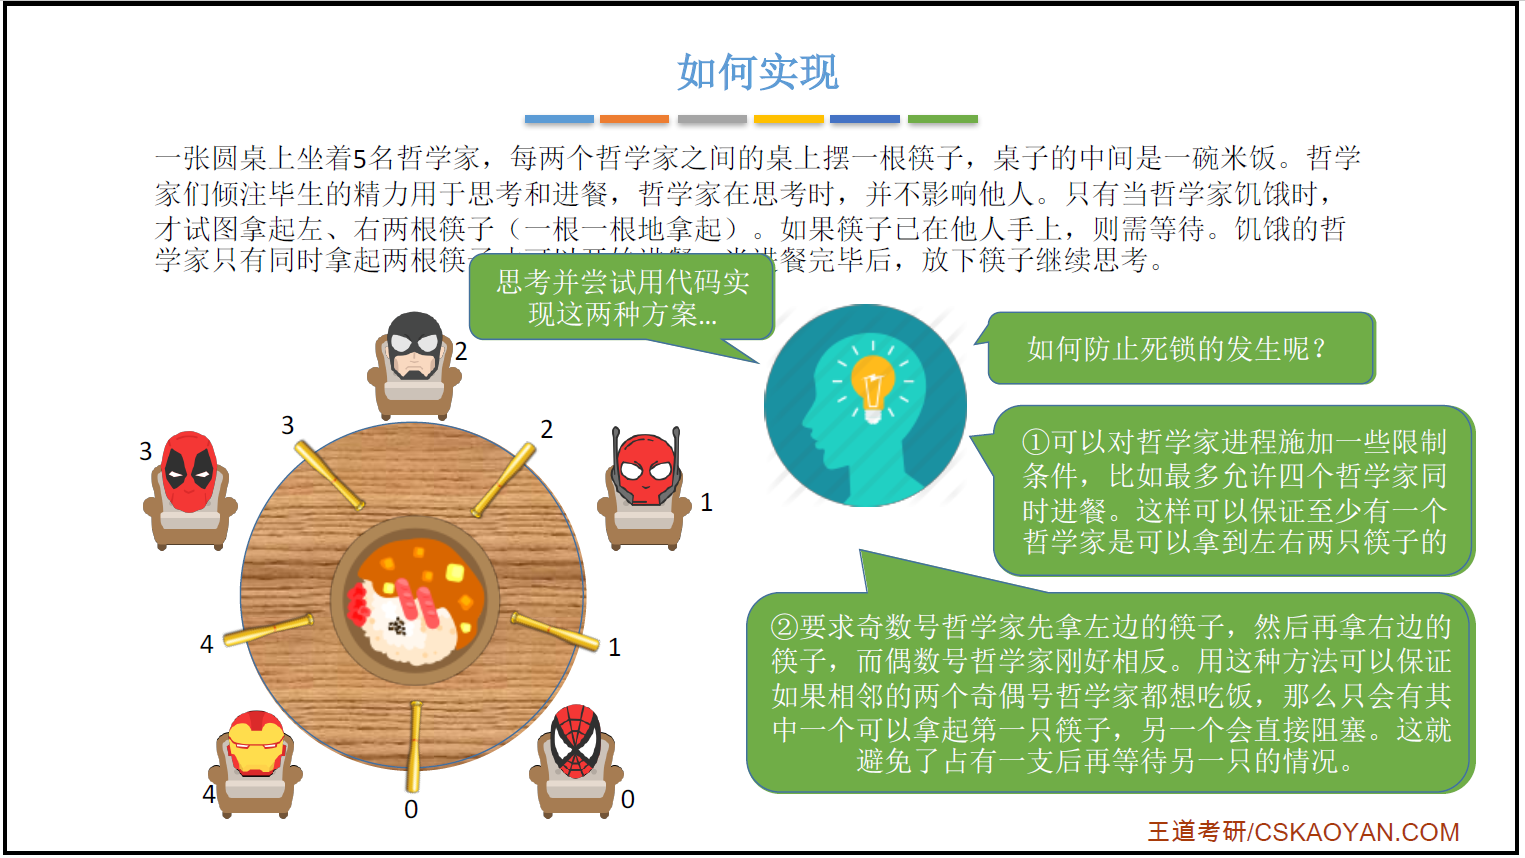 如何实现
一张圆桌上坐着5名哲学家，每两个哲学家之间的桌上摆一根筷子，桌子的中间是一碗米饭。哲学
家们倾注毕生的精力用于思考和进餐，哲学家在思考时，并不影响他人。只有当哲学家饥饿时，
才试图拿起左、右两根筷子（一根一根地拿起）。如果筷子已在他人手上，则需等待。饥饿的哲
学家只有同时拿起两根筷子 餐完毕后，放下筷子继续思考。
思考并尝试用代码实
现这两种方案...
如何防止死锁的发生呢？
①可以对哲学家进程施加一些限制
条件，比如最多允许四个哲学家同
时进餐。这样可以保证至少有一个
哲学家是可以拿到左右两只筷子的
②要求奇数号哲学家先拿左边的筷子，然后再拿右边的
筷子，而偶数号哲学家刚好相反。用这种方法可以保证
如果相邻的两个奇偶号哲学家都想吃饭，那么只会有其
中一个可以拿起第一只筷子，另一个会直接阻塞。这就
避免了占有一支后再等待另一只的情况。
2
3
2
3
1
4
1
4
0
0
王道考研/CSKAOYAN.COM